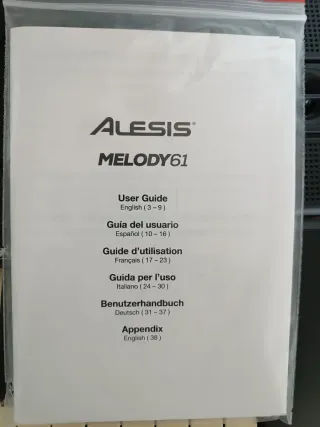 ALESIS®
MELODY61
User Guide
English ( 3 – 9 )
Guía del usuario
Español ( 10 – 16 )
Guide d'utilisation
Français ( 17 – 23 )
Guida per l'uso
Italiano ( 24 – 30 )
Benutzerhandbuch
Deutsch ( 31 – 37 )
Appendix
English ( 38 )